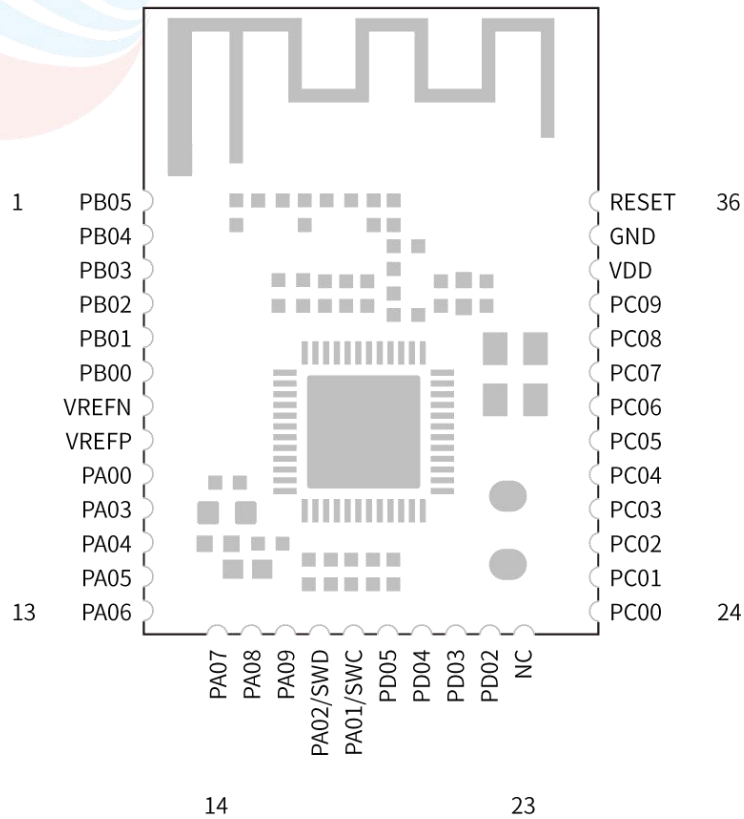 1 PB05 RESET 36
PB04 GND
PB03 VDD
PB02 PC09
PB01 PC08
PB00 PC07
VREFN PC06
VREFP PC05
PA00 PC04
PA03 PC03
PA04 PC02
PA05 PC01
13 PA06 PC00 24
PA07
PA08
PA09
PA02/SWD
PA01/SWC
PD05
PD04
PD03
PD02
NC
14 23